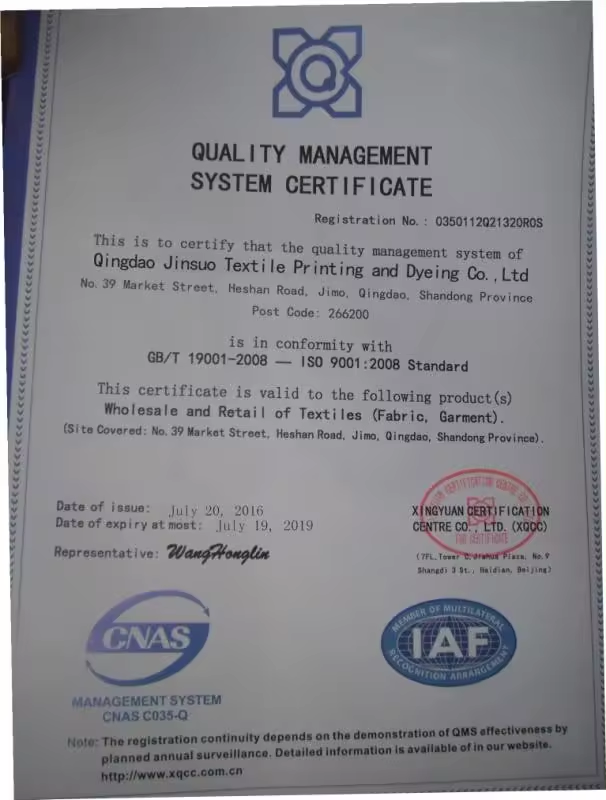 QUALITY MANAGEMENT
SYSTEM CERTIFICATE
Registration No.: 0350112Q21320R0S
This is to certify that the quality management system of
Qingdao Jinsuo Textile Printing and Dyeing Co.,Ltd
No.39 Market Street, Heshan Road, Jimo, Qingdao, Shandong Province
Post Code: 266200
is in conformity with
GB/T 19001-2008 — ISO 9001:2008 Standard
This certificate is valid to the following product(s)
Wholesale and Retail of Textiles (Fabric, Garment).
(Site Covered: No.39 Market Street, Heshan Road, Jimo, Qingdao, Shandong Province).
Date of issue: July 20, 2016
Date of expiry at most: July 19, 2019
Representative: WangHonglin
CERTIFICATION CENTRE CO
XINGYUAN CERTIFICATION
CENTRE CO., LTD. (XQCC)
FOR CERTIFICATE
(7FL,Tower C,Jiahua Plaza, No.9
Shangdi 3 St., Haidian, Beijing)
CNAS
MANAGEMENT SYSTEM
CNAS C035-Q
MEMBER OF MULTILATERAL
IAF
RECOGNITION ARRANGEMENT
Note: The registration continuity depends on the demonstration of QMS effectiveness by
planned annual surveillance. Detailed information is available of in our website.
http://www.xqcc.com.cn